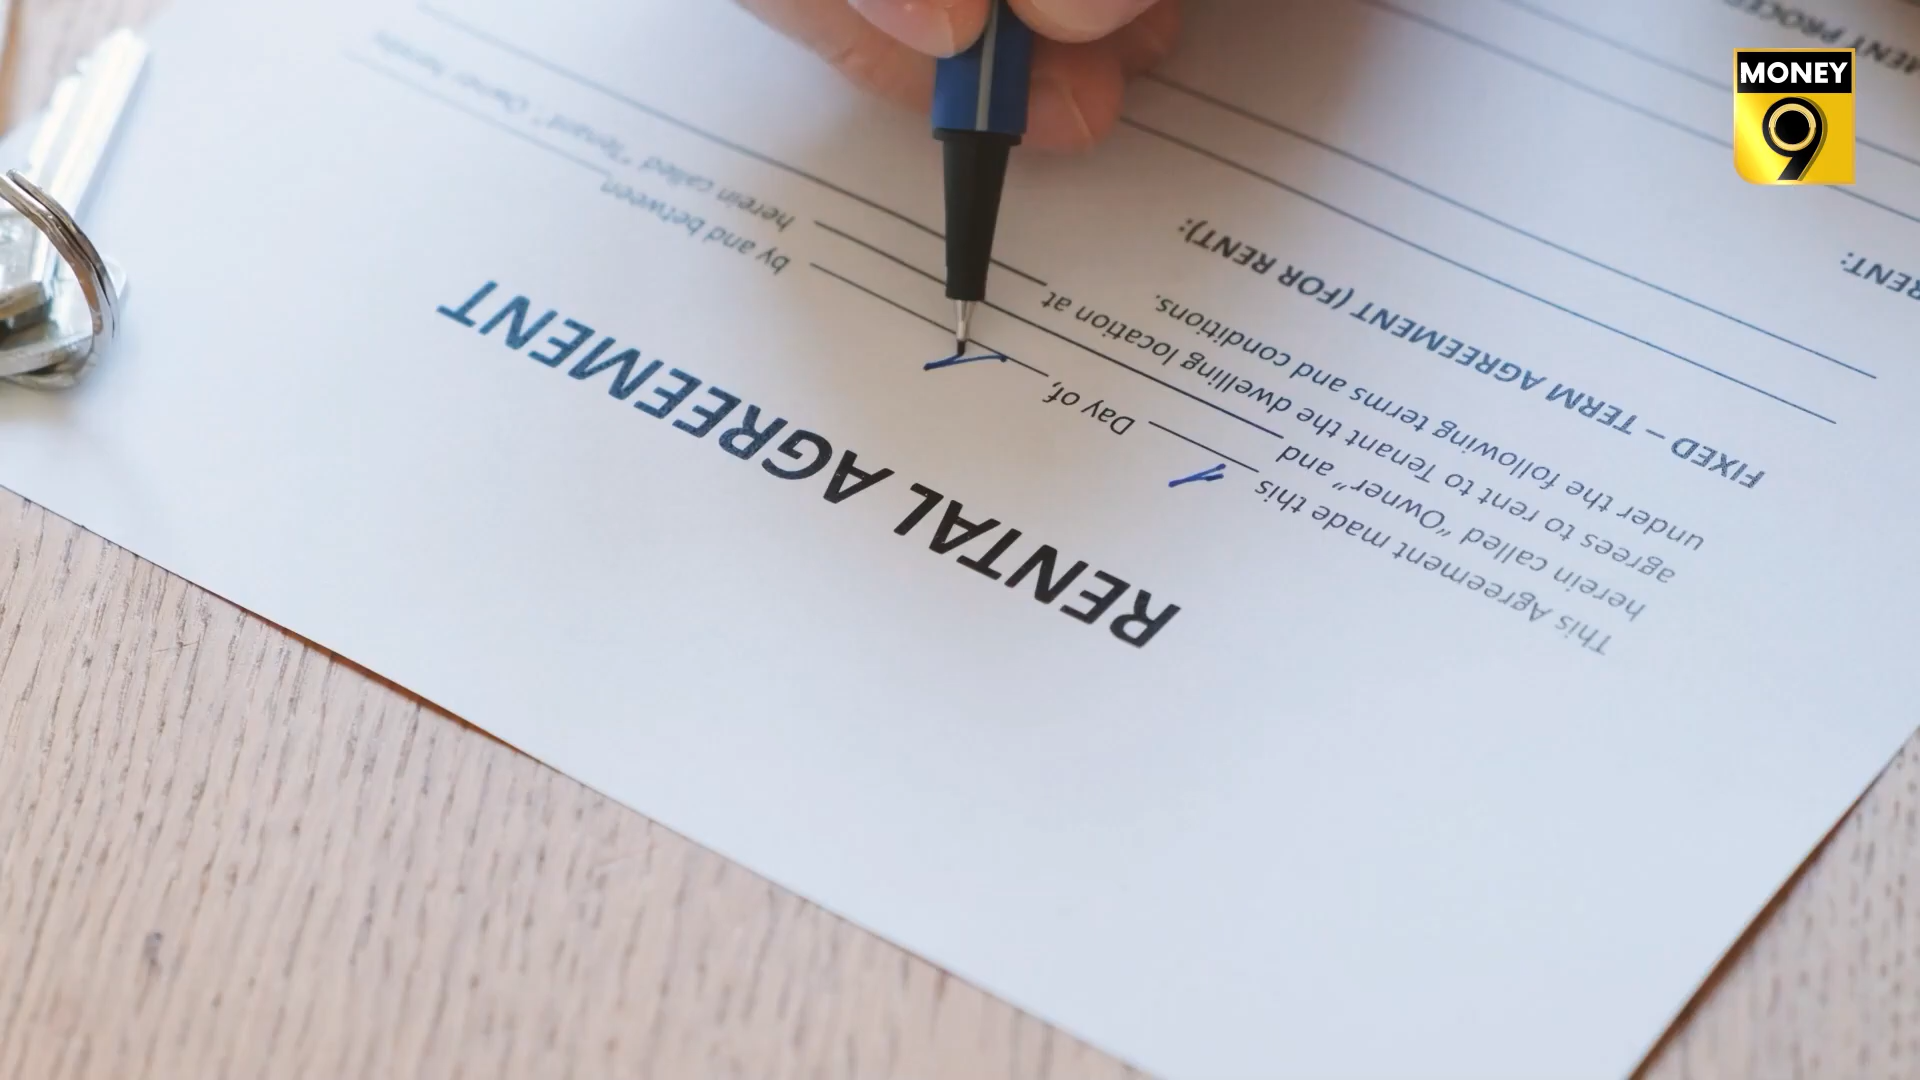 MONEY
9
RENTAL AGREEMENT
This Agreement made this 1 Day of, by and between
herein called "Owner" and herein called "Tenant". Owner
agrees to rent to Tenant the dwelling location at
under the following terms and conditions.
FIXED – TERM AGREEMENT (FOR RENT):
RENT: